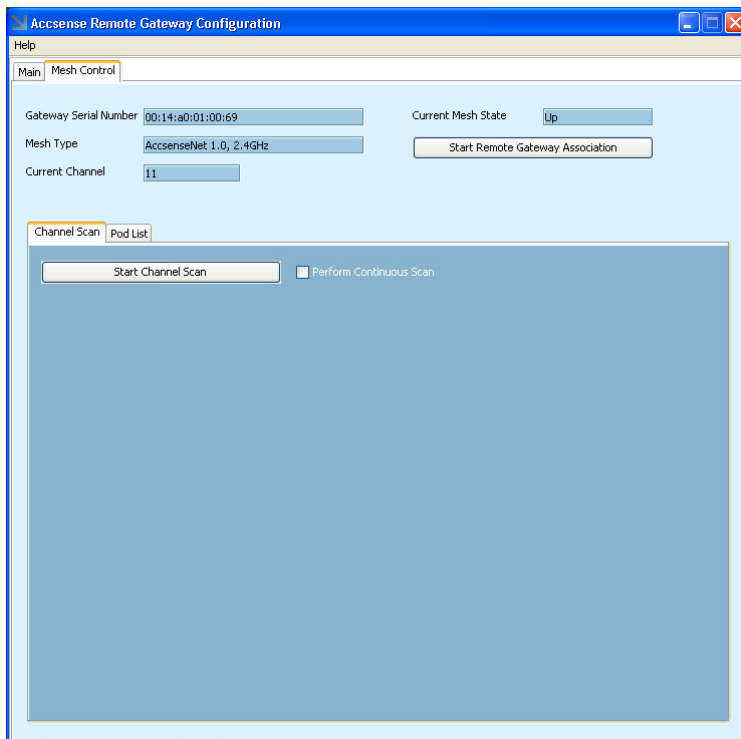 Accsense Remote Gateway Configuration
Help
Main Mesh Control
Gateway Serial Number 00:14:a0:01:00:69 Current Mesh State Up
Mesh Type AccsenseNet 1.0, 2.4GHz Start Remote Gateway Association
Current Channel 11
Channel Scan Pod List
Start Channel Scan Perform Continuous Scan